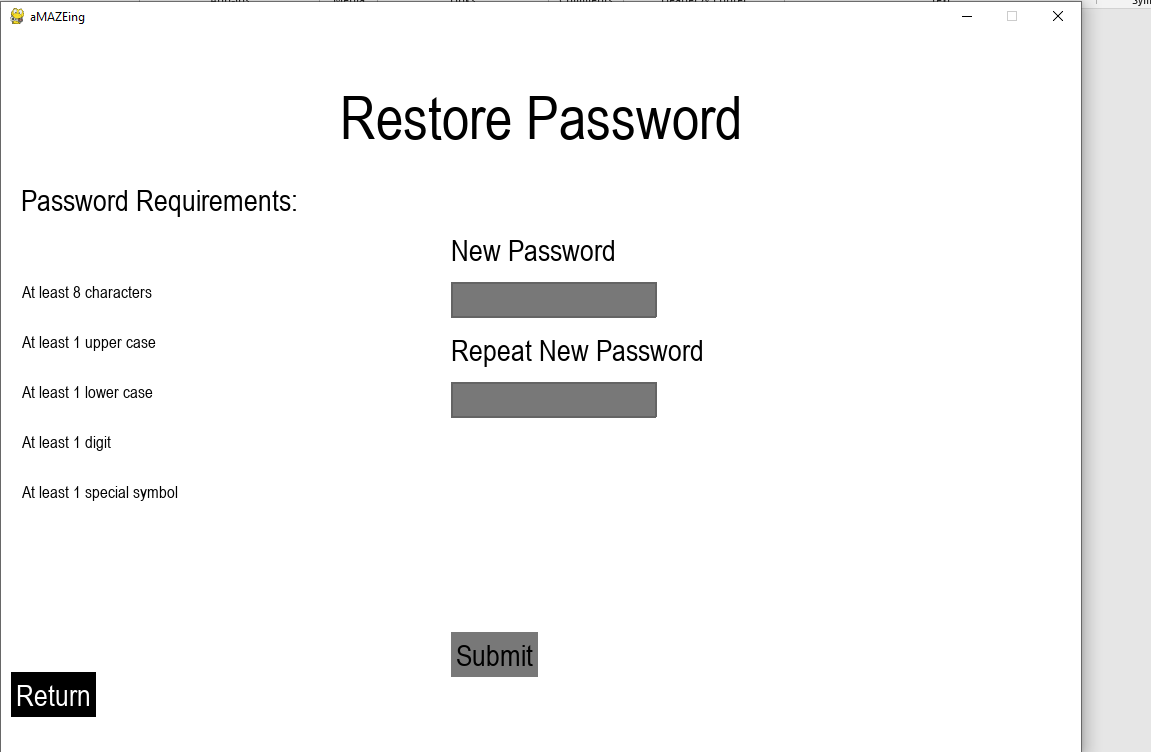 aMAZEing
Restore Password
Password Requirements:
New Password
At least 8 characters
At least 1 upper case
Repeat New Password
At least 1 lower case
At least 1 digit
At least 1 special symbol
Submit
Return